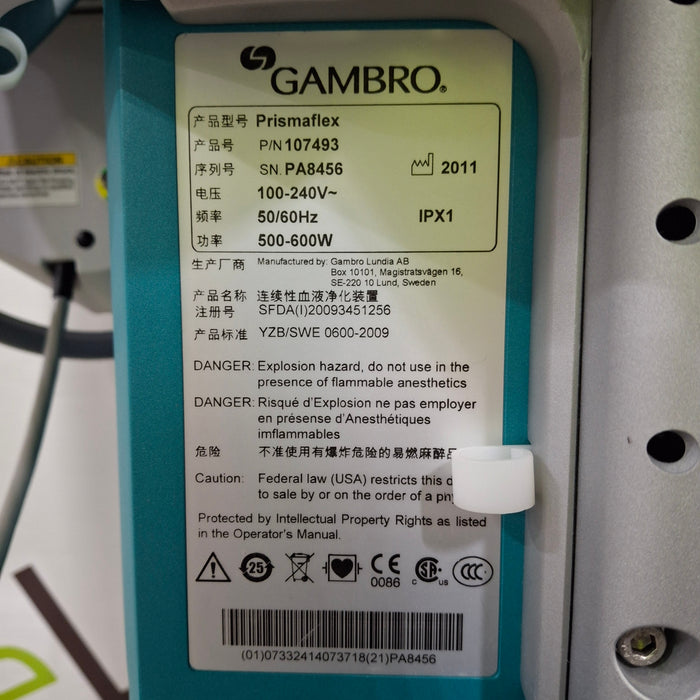 GAMBRO®
产品型号 Prismaflex
产品号 P/N 107493
序列号 SN. PA8456 2011
电压 100-240V~
频率 50/60Hz IPX1
功率 500-600W
生产厂商 Manufactured by: Gambro Lundia AB
Box 10101, Magistratsvägen 16,
SE-220 10 Lund, Sweden
产品名称 连续性血液净化装置
注册号 SFDA(I)20093451256
产品标准 YZB/SWE 0600-2009
DANGER: Explosion hazard, do not use in the
presence of flammable anesthetics
DANGER: Risqué d'Explosion ne pas employer
en présense d'Anesthétiques
imflammables
危险 不准使用有爆炸危险的易燃麻醉品
Caution: Federal law (USA) restricts this
to sale by or on the order of a
Protected by Intellectual Property Rights as listed
in the Operator's Manual.
25 CE 0086 c SA us CCC
(01)07332414073718(21)PA8456